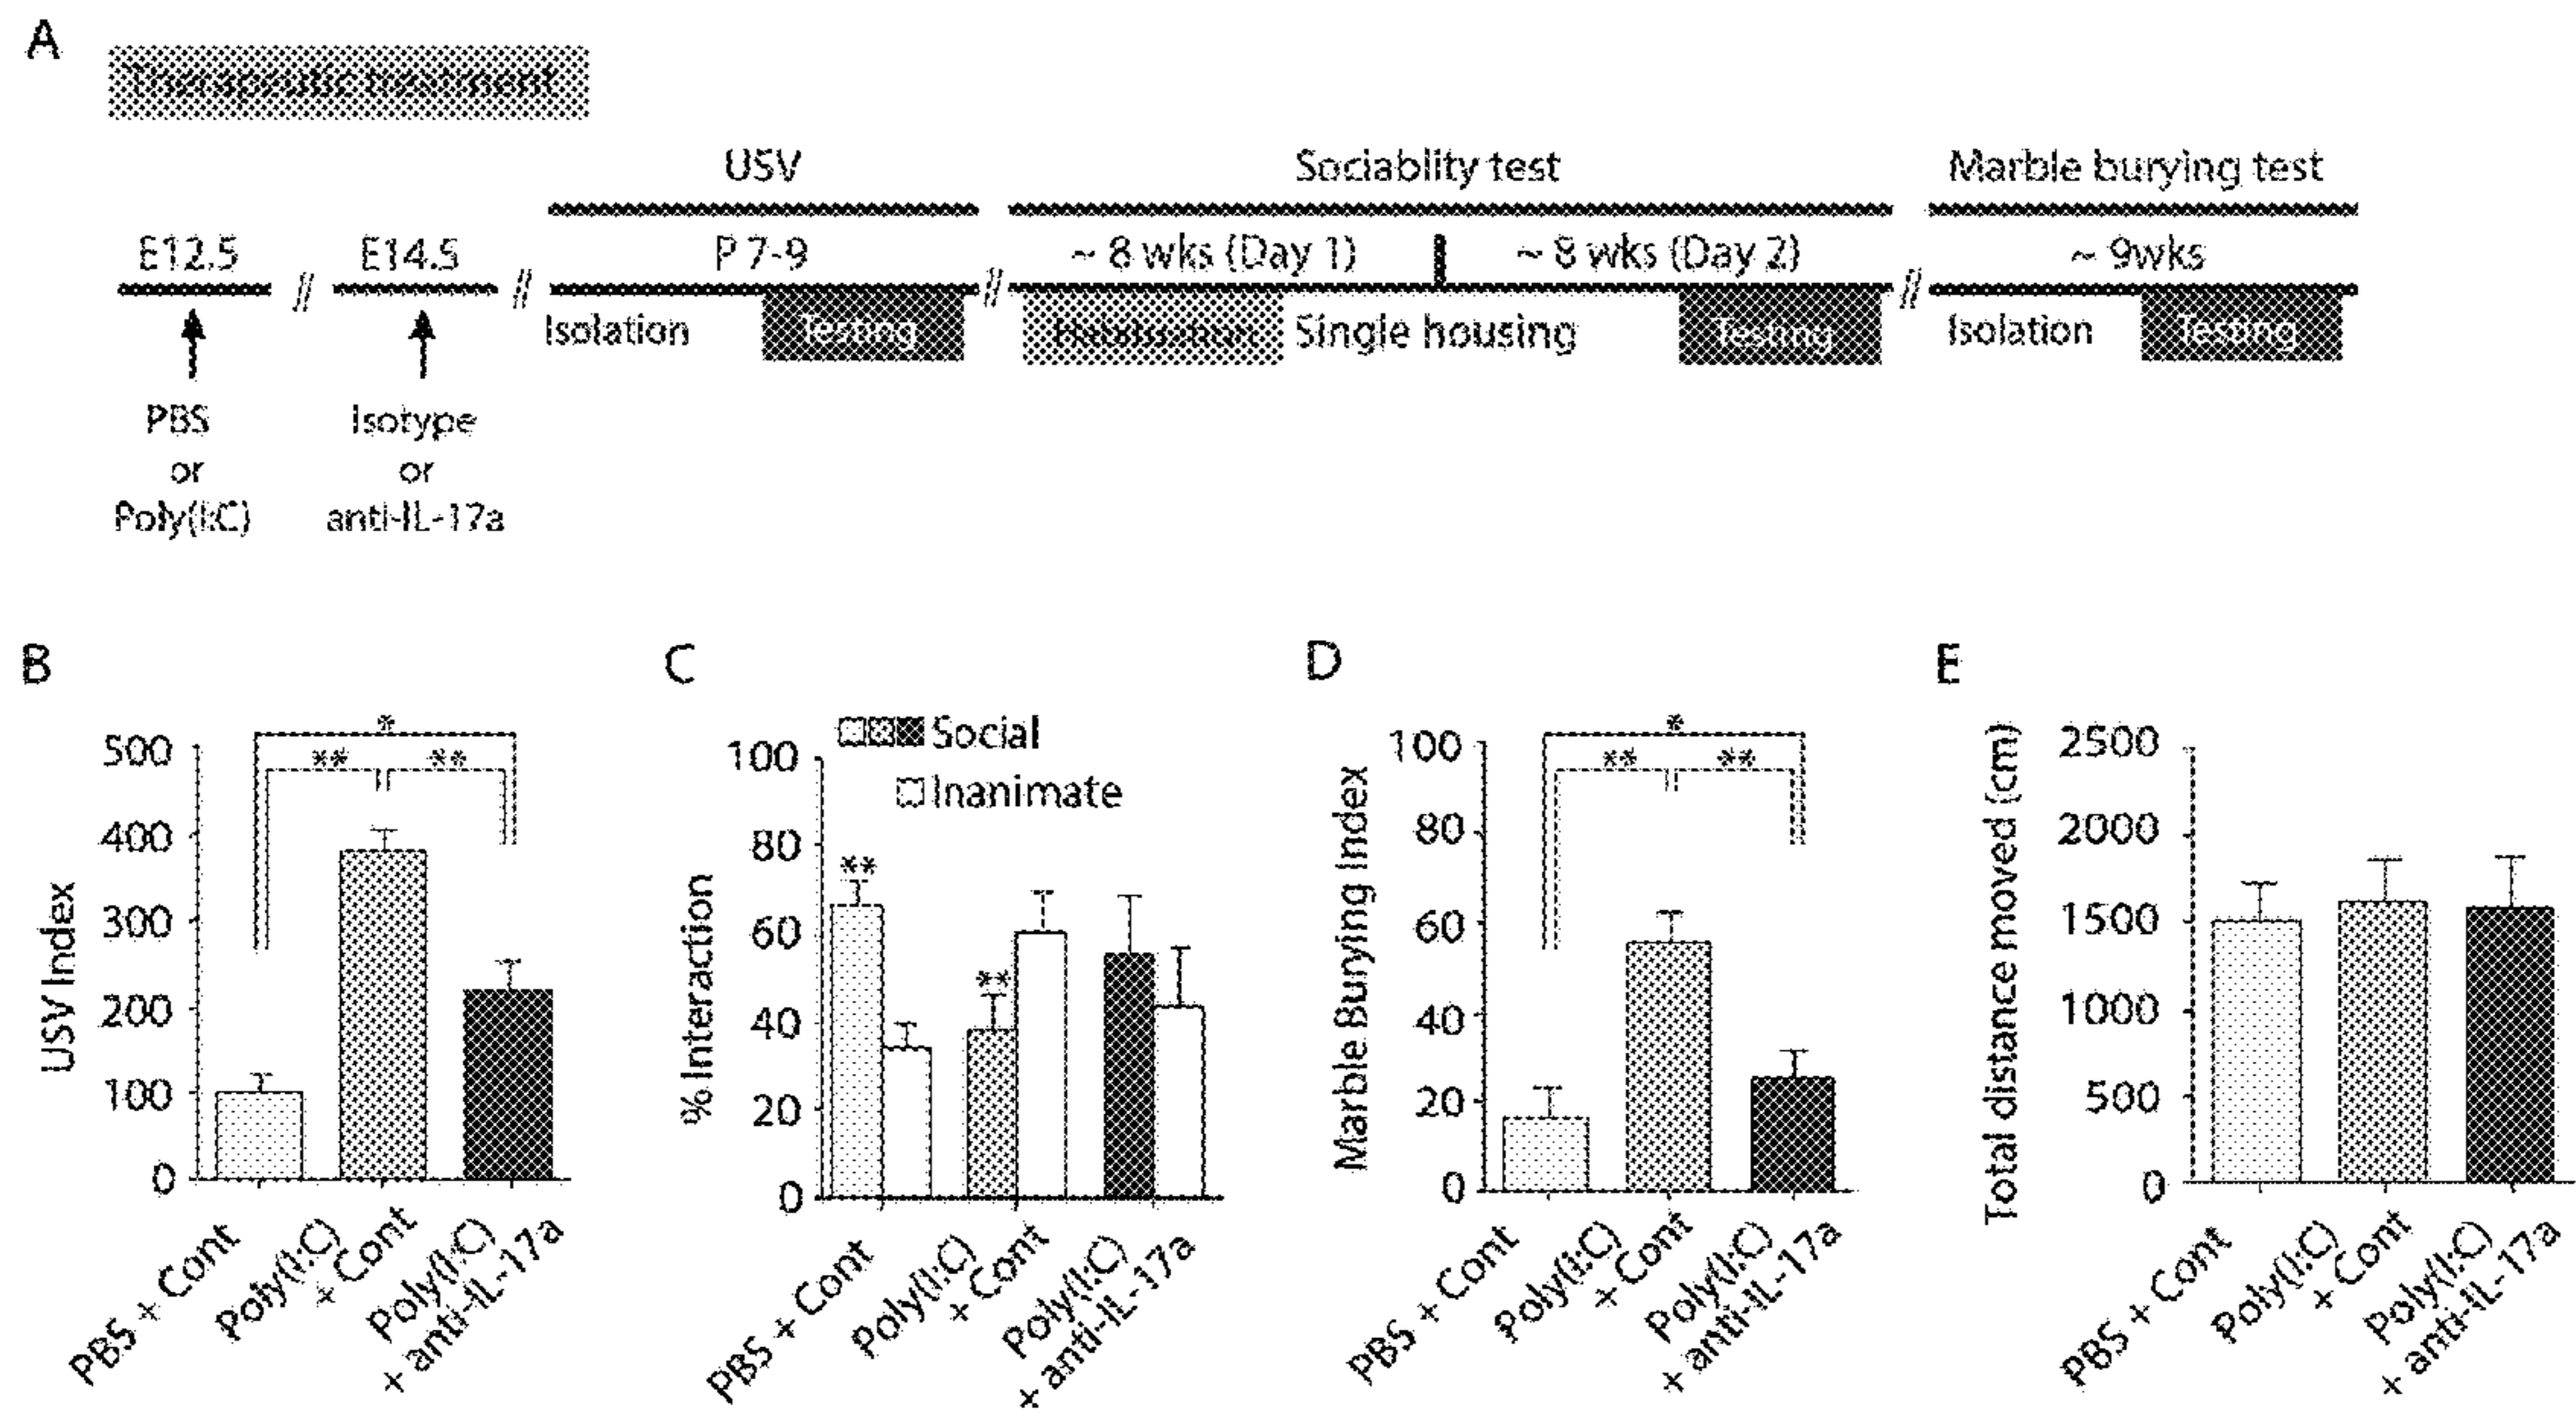 A
Therapeutic treatment
USV
Sociablity test
Marble burying test
E12.5
E14.5
P 7-9
~ 8 wks (Day 1)
~ 8 wks (Day 2)
~ 9wks
//
//
//
//
Isolation
Testing
Single housing
Testing
Isolation
Testing
PBS
or
Poly(I:C)
Isotype
or
anti-IL-17a
B
USV Index
500
400
300
200
100
0
*
**
**
PBS + Cont
Poly(I:C)
+ Cont
Poly(I:C)
+ anti-IL-17a
C
% Interaction
100
80
60
40
20
0
Social
Inanimate
**
**
PBS + Cont
Poly(I:C)
+ Cont
Poly(I:C)
+ anti-IL-17a
D
Marble Burying Index
100
80
60
40
20
0
*
**
**
PBS + Cont
Poly(I:C)
+ Cont
Poly(I:C)
+ anti-IL-17a
E
Total distance moved (cm)
2500
2000
1500
1000
500
0
PBS + Cont
Poly(I:C)
+ Cont
Poly(I:C)
+ anti-IL-17a